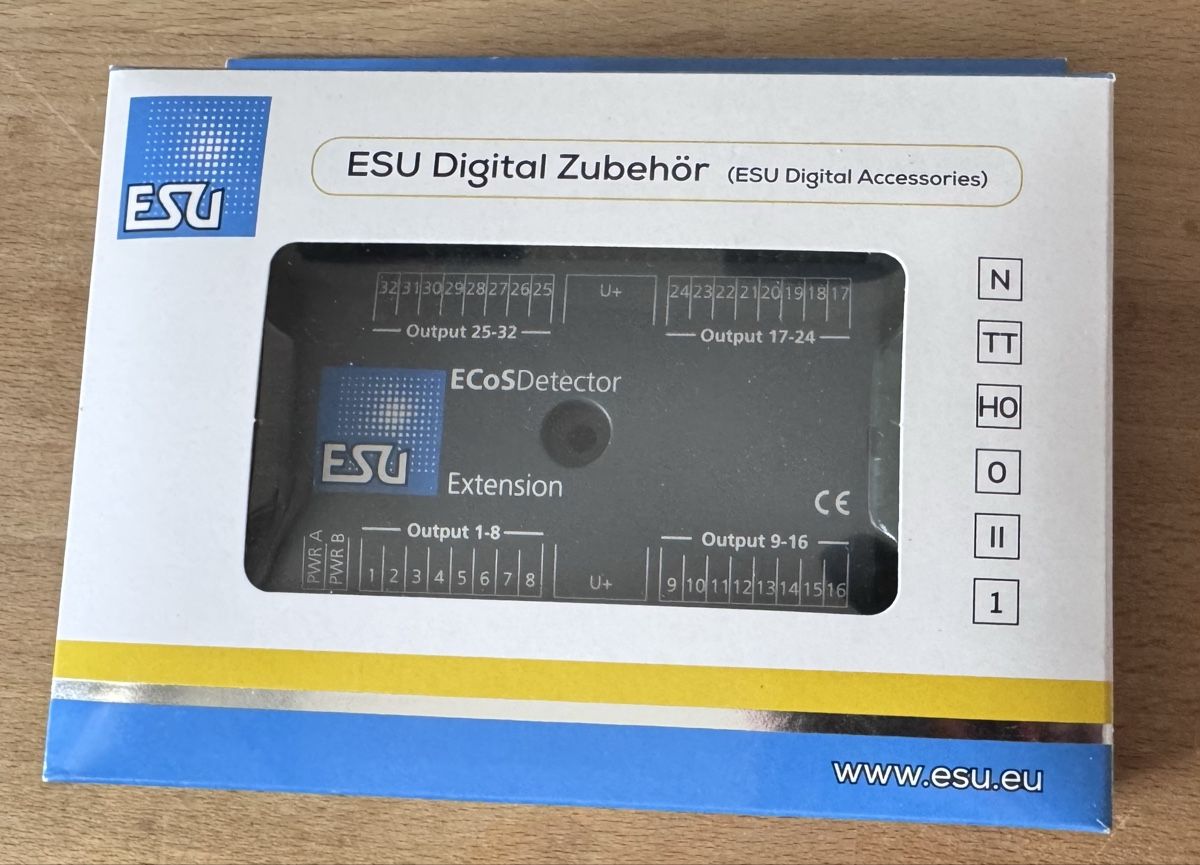 ESU
ESU Digital Zubehör (ESU Digital Accessories)
32 31 30 29 28 27 26 25 U+ 24 23 22 21 20 19 18 17
Output 25-32 Output 17-24
ECoSDetector
ESU
Extension
CE
Output 1-8 Output 9-16
PWR A PWR B 1 2 3 4 5 6 7 8 U+ 9 10 11 12 13 14 15 16
N
TT
H0
0
II
1
www.esu.eu